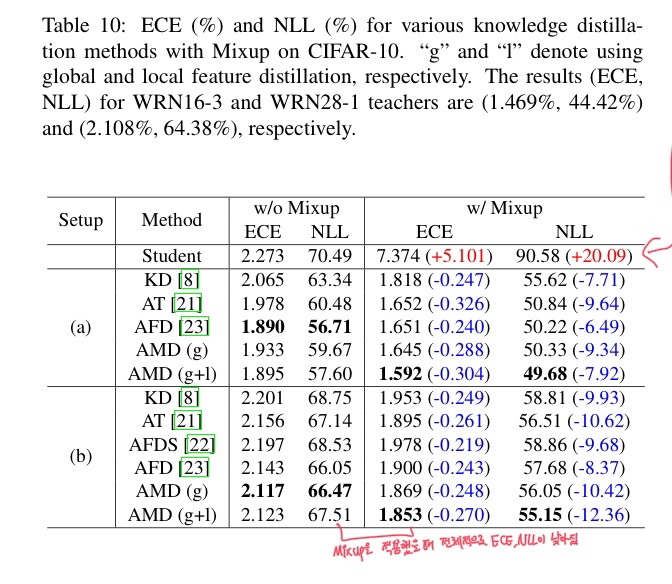 Table 10: ECE (%) and NLL (%) for various knowledge distilla-
tion methods with Mixup on CIFAR-10. “g” and “l” denote using
global and local feature distillation, respectively. The results (ECE,
NLL) for WRN16-3 and WRN28-1 teachers are (1.469%, 44.42%)
and (2.108%, 64.38%), respectively.
Setup Method w/o Mixup w/ Mixup
ECE NLL ECE NLL
Student 2.273 70.49 7.374 (+5.101) 90.58 (+20.09)
(a)
KD [8] 2.065 63.34 1.818 (-0.247) 55.62 (-7.71)
AT [21] 1.978 60.48 1.652 (-0.326) 50.84 (-9.64)
AFD [23] 1.890 56.71 1.651 (-0.240) 50.22 (-6.49)
AMD (g) 1.933 59.67 1.645 (-0.288) 50.33 (-9.34)
AMD (g+l) 1.895 57.60 1.592 (-0.304) 49.68 (-7.92)
(b)
KD [8] 2.201 68.75 1.953 (-0.249) 58.81 (-9.93)
AT [21] 2.156 67.14 1.895 (-0.261) 56.51 (-10.62)
AFDS [22] 2.197 68.53 1.978 (-0.219) 58.86 (-9.68)
AFD [23] 2.143 66.05 1.900 (-0.243) 57.68 (-8.37)
AMD (g) 2.117 66.47 1.869 (-0.248) 56.05 (-10.42)
AMD (g+l) 2.123 67.51 1.853 (-0.270) 55.15 (-12.36)
Mixup을 적용했을 때 전체적으로 ECE, NLL이 낮아짐